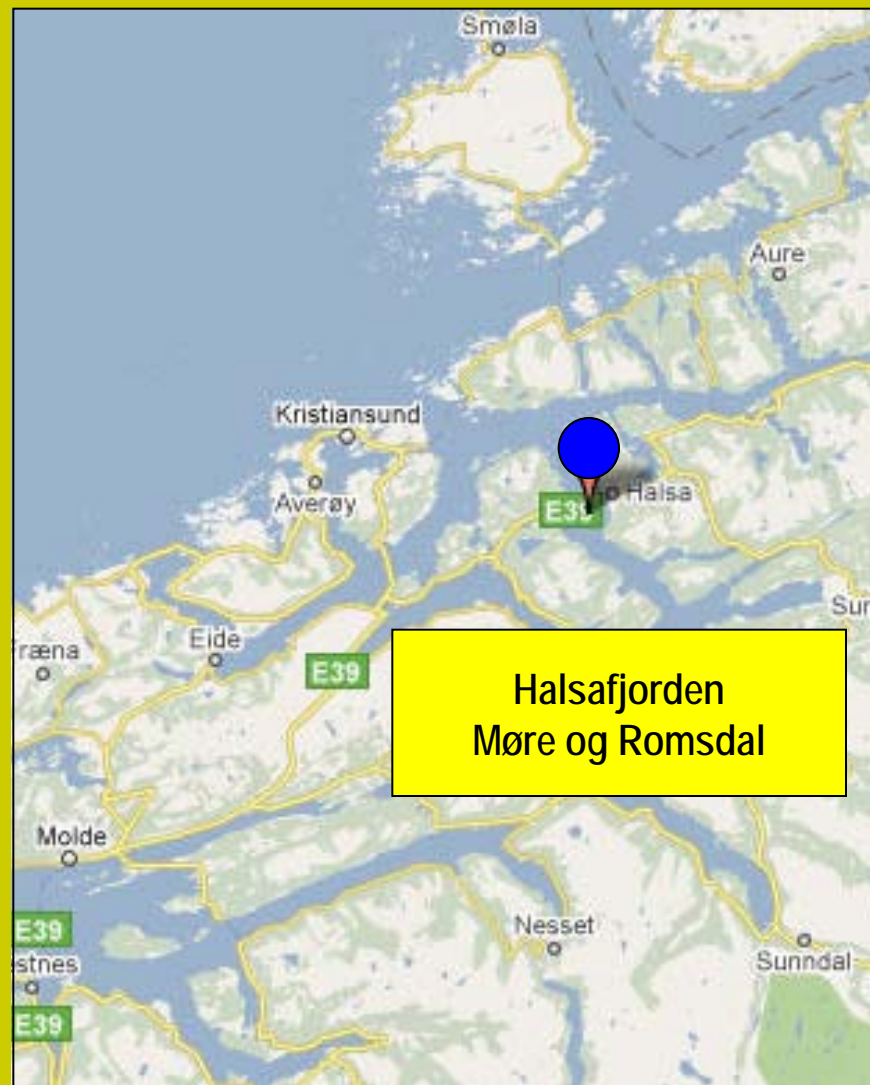 Smøla
Aure
Kristiansund
Averøy
Halsa
E39
Sur
Fræna
Eide
E39
Halsafjorden
Møre og Romsdal
Molde
E39
Nesset
Sunndal
estnes
E39